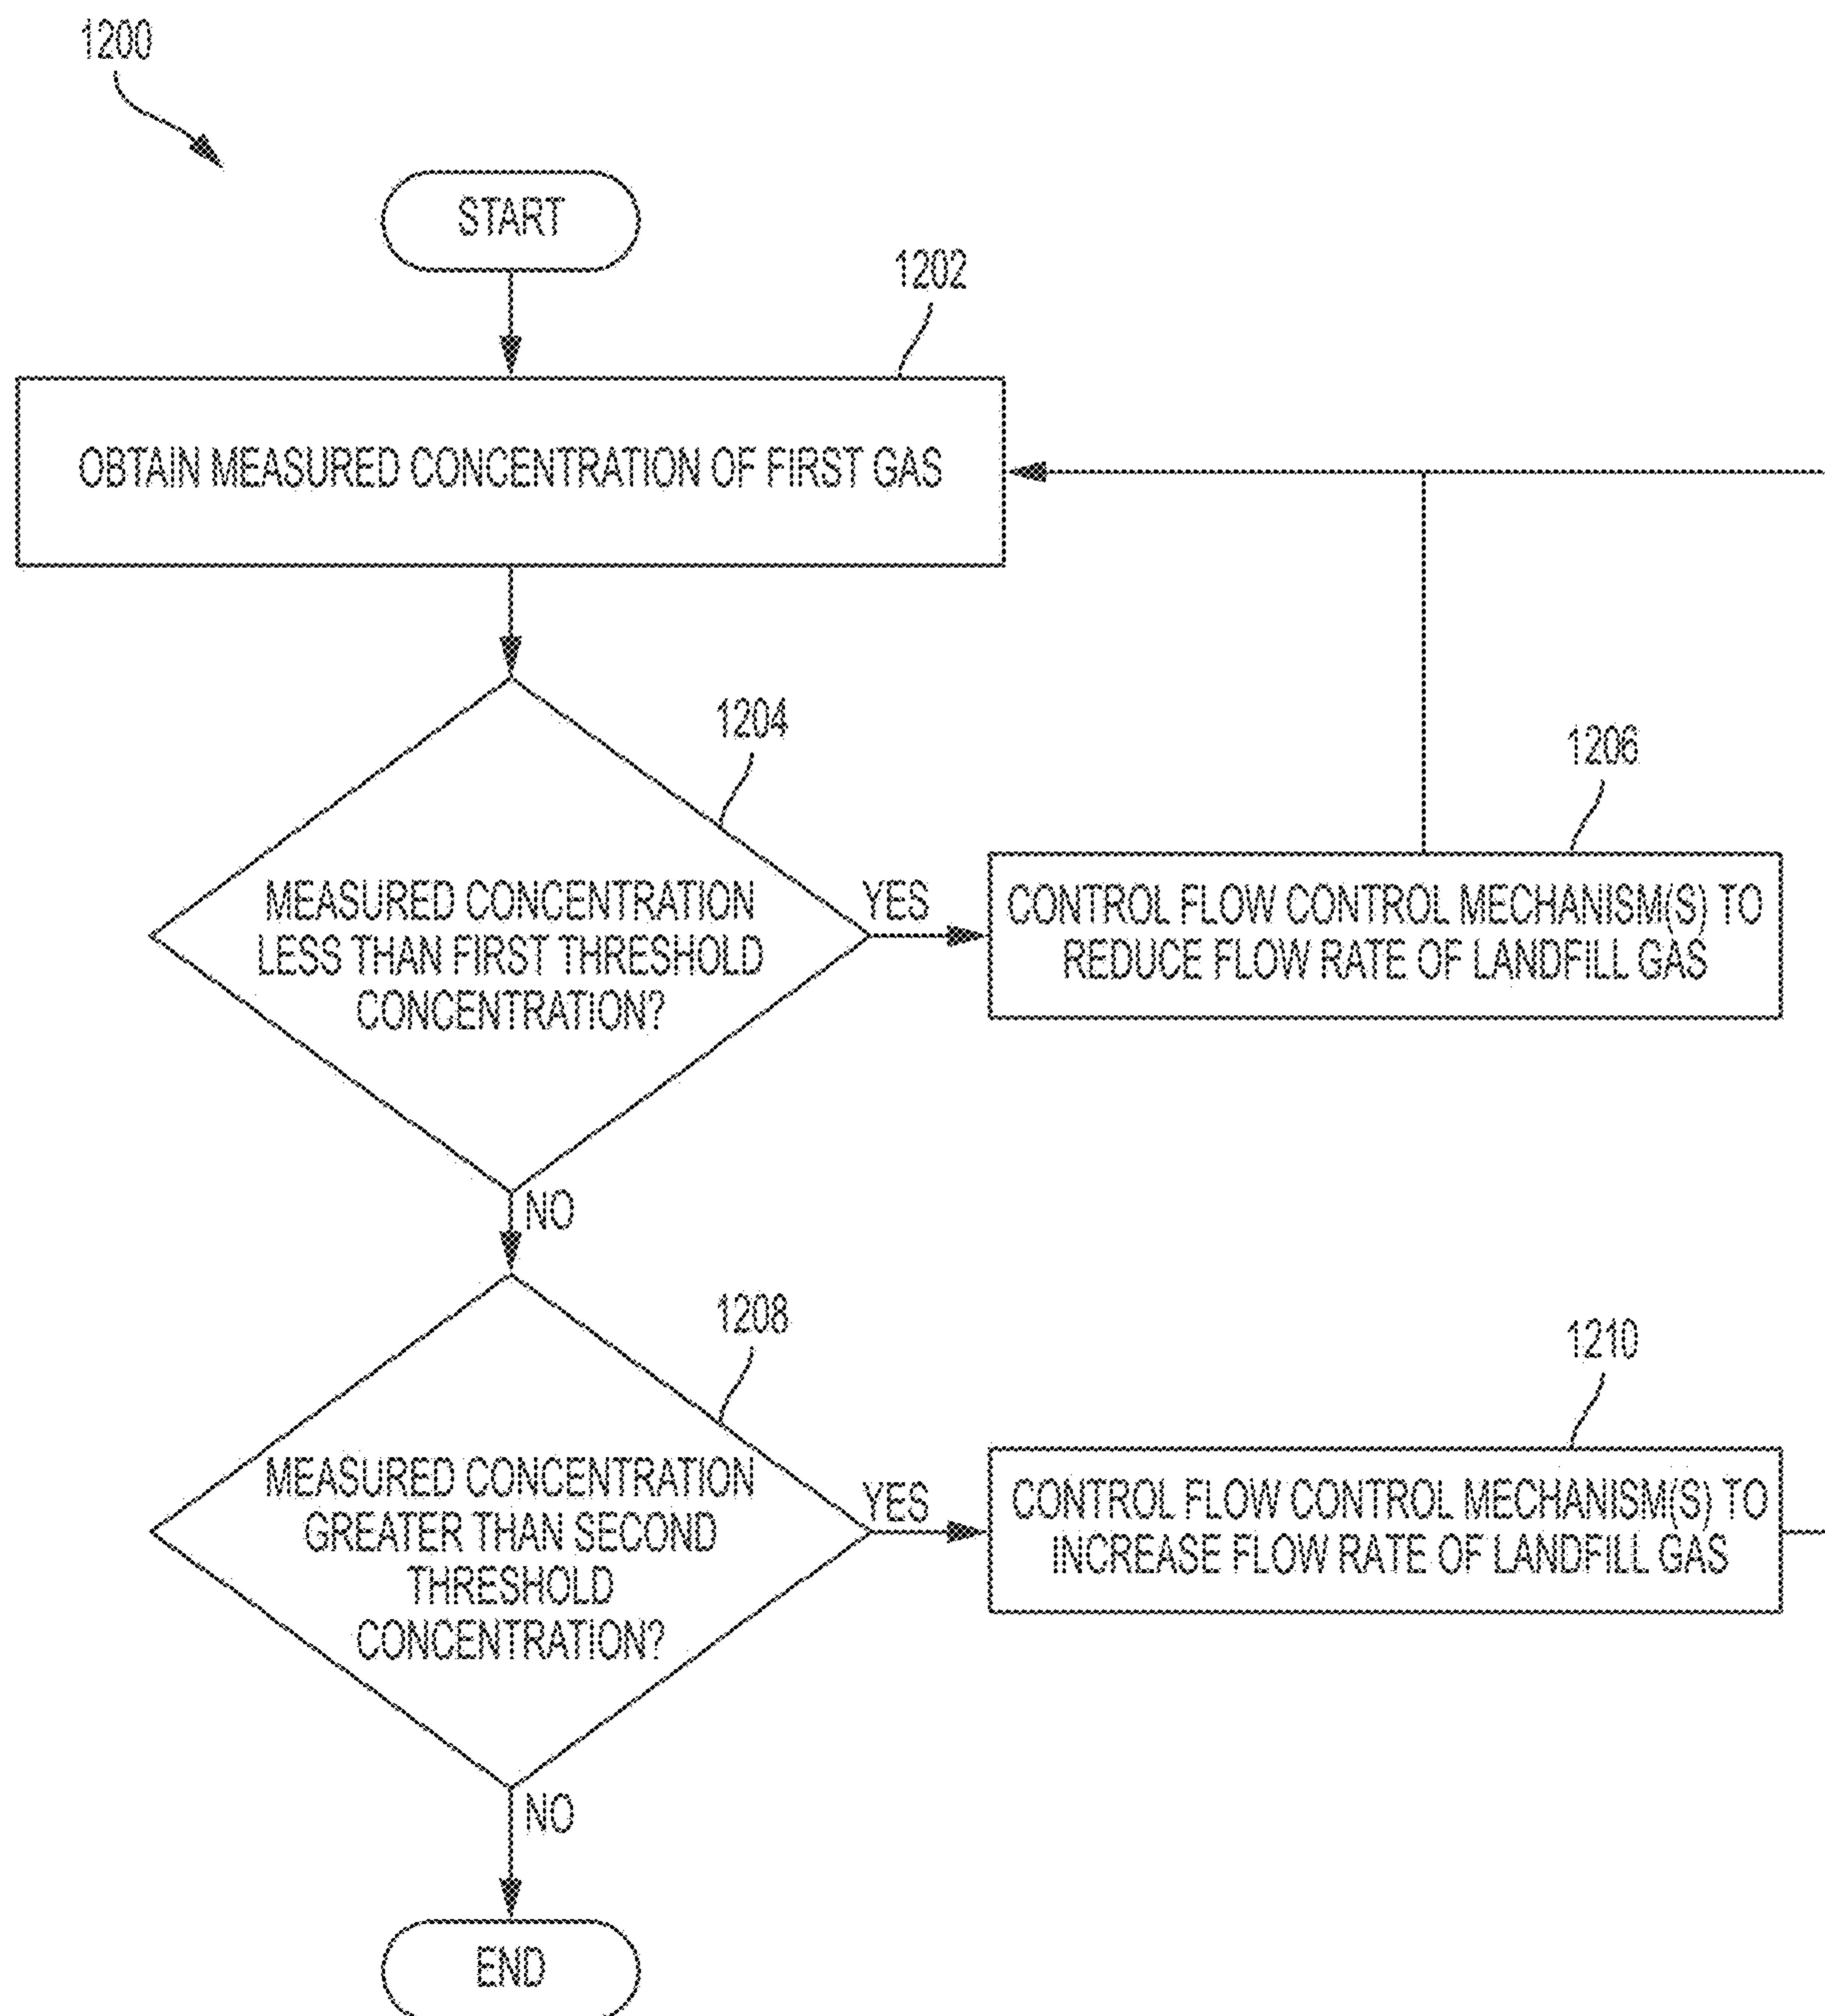 1200
START
1202
OBTAIN MEASURED CONCENTRATION OF FIRST GAS
1204
MEASURED CONCENTRATION
LESS THAN FIRST THRESHOLD
CONCENTRATION?
YES
1206
CONTROL FLOW CONTROL MECHANISM(S) TO
REDUCE FLOW RATE OF LANDFILL GAS
NO
1208
MEASURED CONCENTRATION
GREATER THAN SECOND
THRESHOLD
CONCENTRATION?
YES
1210
CONTROL FLOW CONTROL MECHANISM(S) TO
INCREASE FLOW RATE OF LANDFILL GAS
NO
END